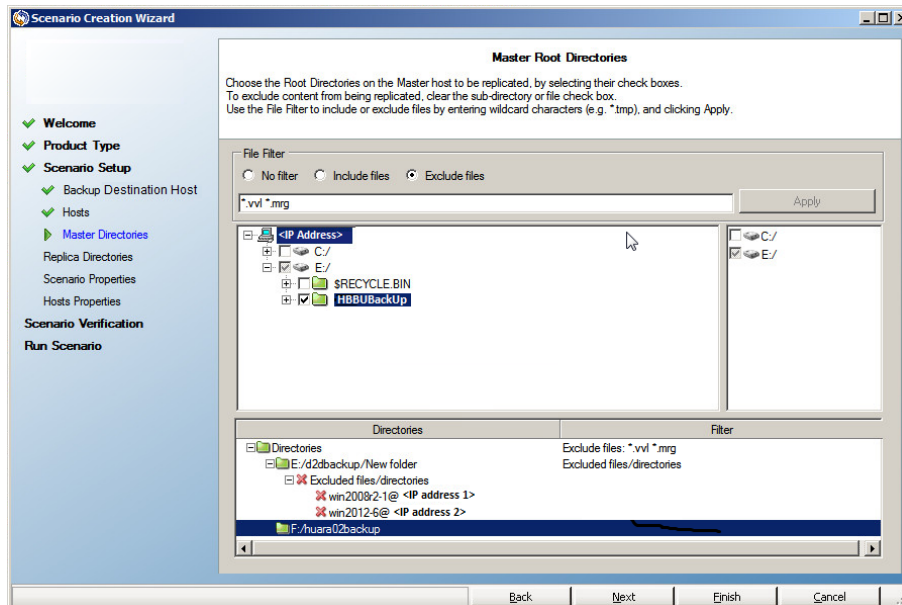 Scenario Creation Wizard
Master Root Directories
Choose the Root Directories on the Master host to be replicated, by selecting their check boxes.
To exclude content from being replicated, clear the sub-directory or file check box.
Use the File Filter to include or exclude files by entering wildcard characters (e.g. *.tmp), and clicking Apply.
Welcome
Product Type
Scenario Setup
Backup Destination Host
Hosts
Master Directories
Replica Directories
Scenario Properties
Hosts Properties
Scenario Verification
Run Scenario
File Filter
No filter Include files Exclude files
*.vvl *.mrg Apply
<IP Address>
C:/
E:/
$RECYCLE.BIN
HBBUBackUp
C:/
E:/
Directories Filter
Directories Exclude files: *.vvl *.mrg
E:/d2dbackup/New folder Excluded files/directories
Excluded files/directories
win2008r2-1@ <IP address 1>
win2012-6@ <IP address 2>
F:/huara02backup
Back Next Finish Cancel